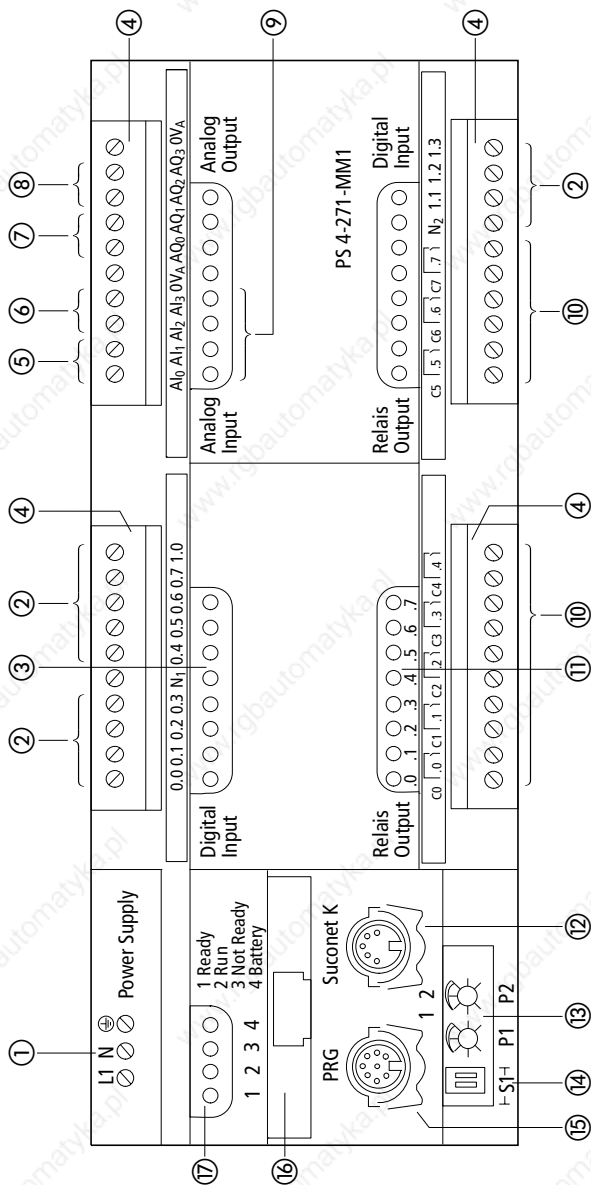 ① ② ③ ② ④ ⑤ ⑥ ⑦ ⑧ ④
L1 N
Power Supply
0.0 0.1 0.2 0.3 N1 0.4 0.5 0.6 0.7 1.0
AI0 AI1 AI2 AI3 0VA AQ0 AQ1 AQ2 AQ3 0VA
⑰
1 2 3 4
1 Ready
2 Run
3 Not Ready
4 Battery
Digital
Input
Analog
Input
Analog
Output
⑨
⑯
PS 4-271-MM1
PRG
Suconet K
1 2
Relais
Output
.0 .1 .2 .3 .4 .5 .6 .7
Relais
Output
Digital
Input
C0 .0 C1 .1 C2 .2 C3 .3 C4 .4
C5 .5 C6 .6 C7 .7 N2 1.1 1.2 1.3
S1 P1 P2
⑮ ⑭ ⑬ ⑫ ⑩ ⑪ ④ ⑩ ② ④
www.rgbautomatyka.pl